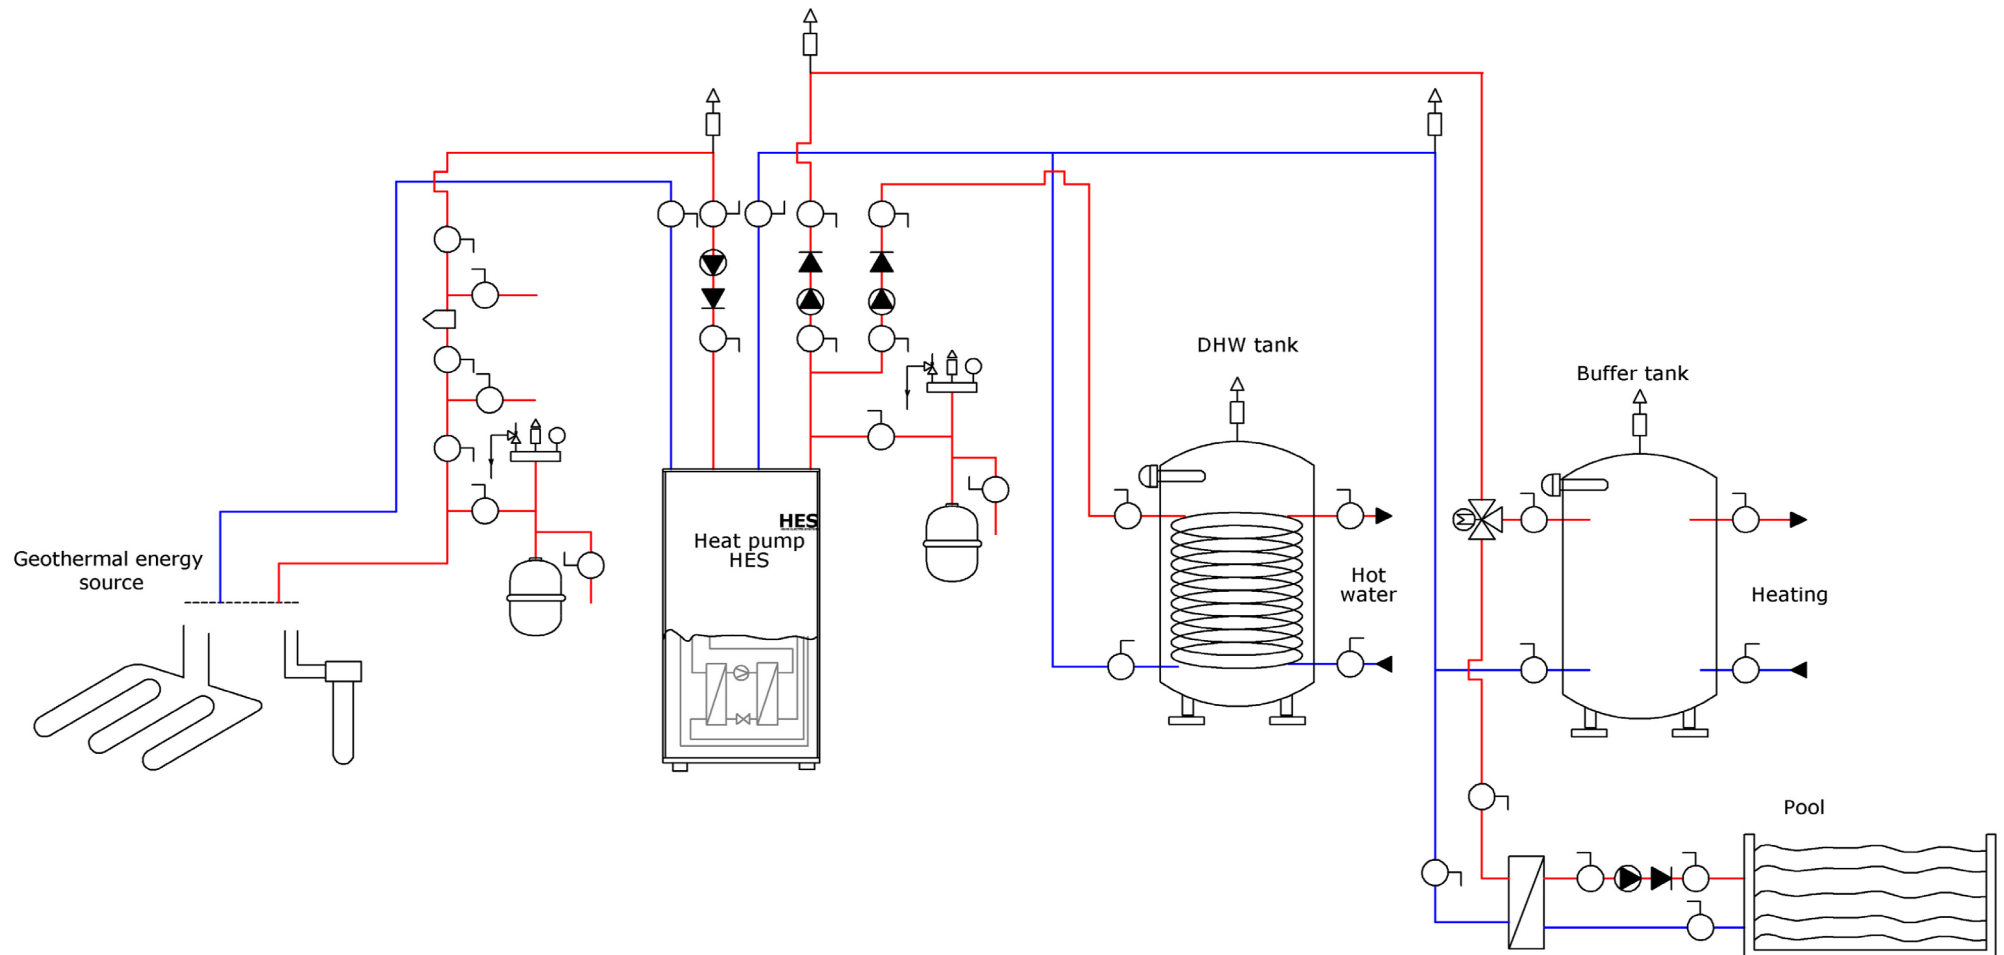 DHW tank
Buffer tank
HES
Heat pump
HES
Geothermal energy
source
Hot
water
Heating
Pool
M